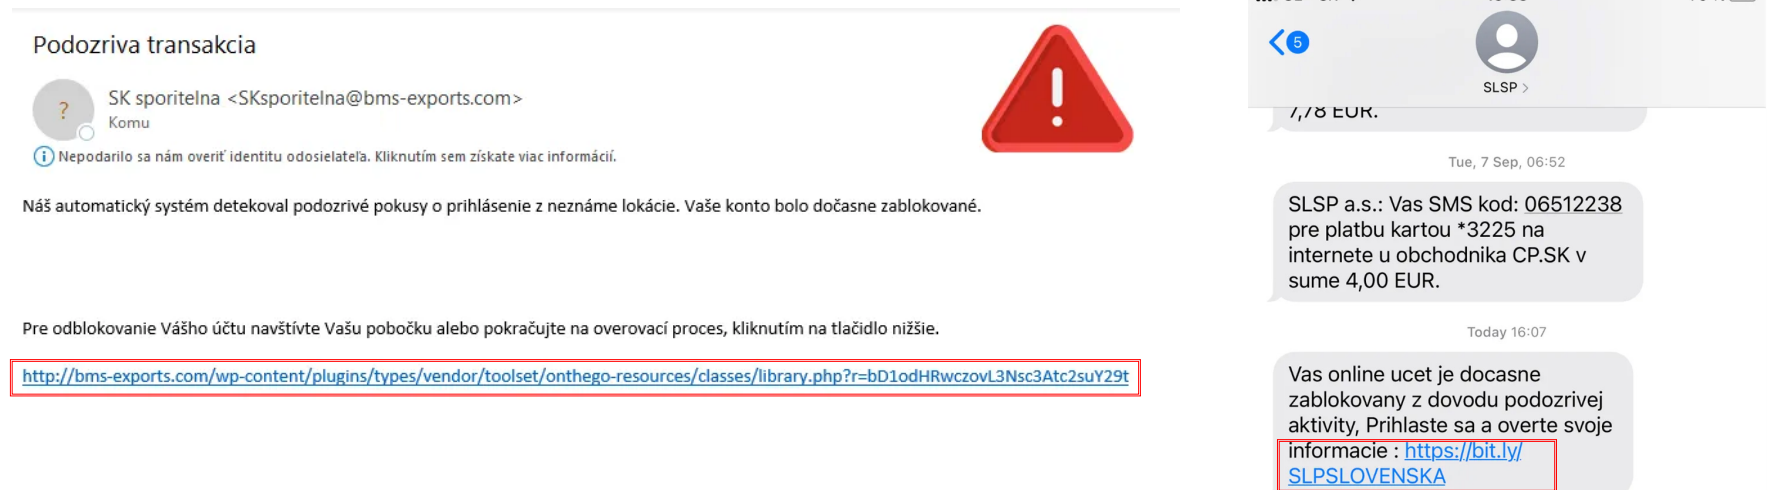 Podozriva transakcia
?
SK sporitelna <SKsporitelna@bms-exports.com>
Komu
Nepodarilo sa nám overiť identitu odosielateľa. Kliknutím sem získate viac informácií.
Náš automatický systém detekoval podozrivé pokusy o prihlásenie z neznáme lokácie. Vaše konto bolo dočasne zablokované.
Pre odblokovanie Vášho účtu navštívte Vašu pobočku alebo pokračujte na overovací proces, kliknutím na tlačidlo nižšie.
http://bms-exports.com/wp-content/plugins/types/vendor/toolset/onthego-resources/classes/library.php?r=bD1odHRwczovL3Nsc3Atc2suY29t
5
SLSP
7,78 EUR.
Tue, 7 Sep, 06:52
SLSP a.s.: Vas SMS kod: 06512238
pre platbu kartou *3225 na
internete u obchodnika CP.SK v
sume 4,00 EUR.
Today 16:07
Vas online ucet je docasne
zablokovany z dovodu podozrivej
aktivity, Prihlaste sa a overte svoje
informacie : https://bit.ly/
SLPSLOVENSKA